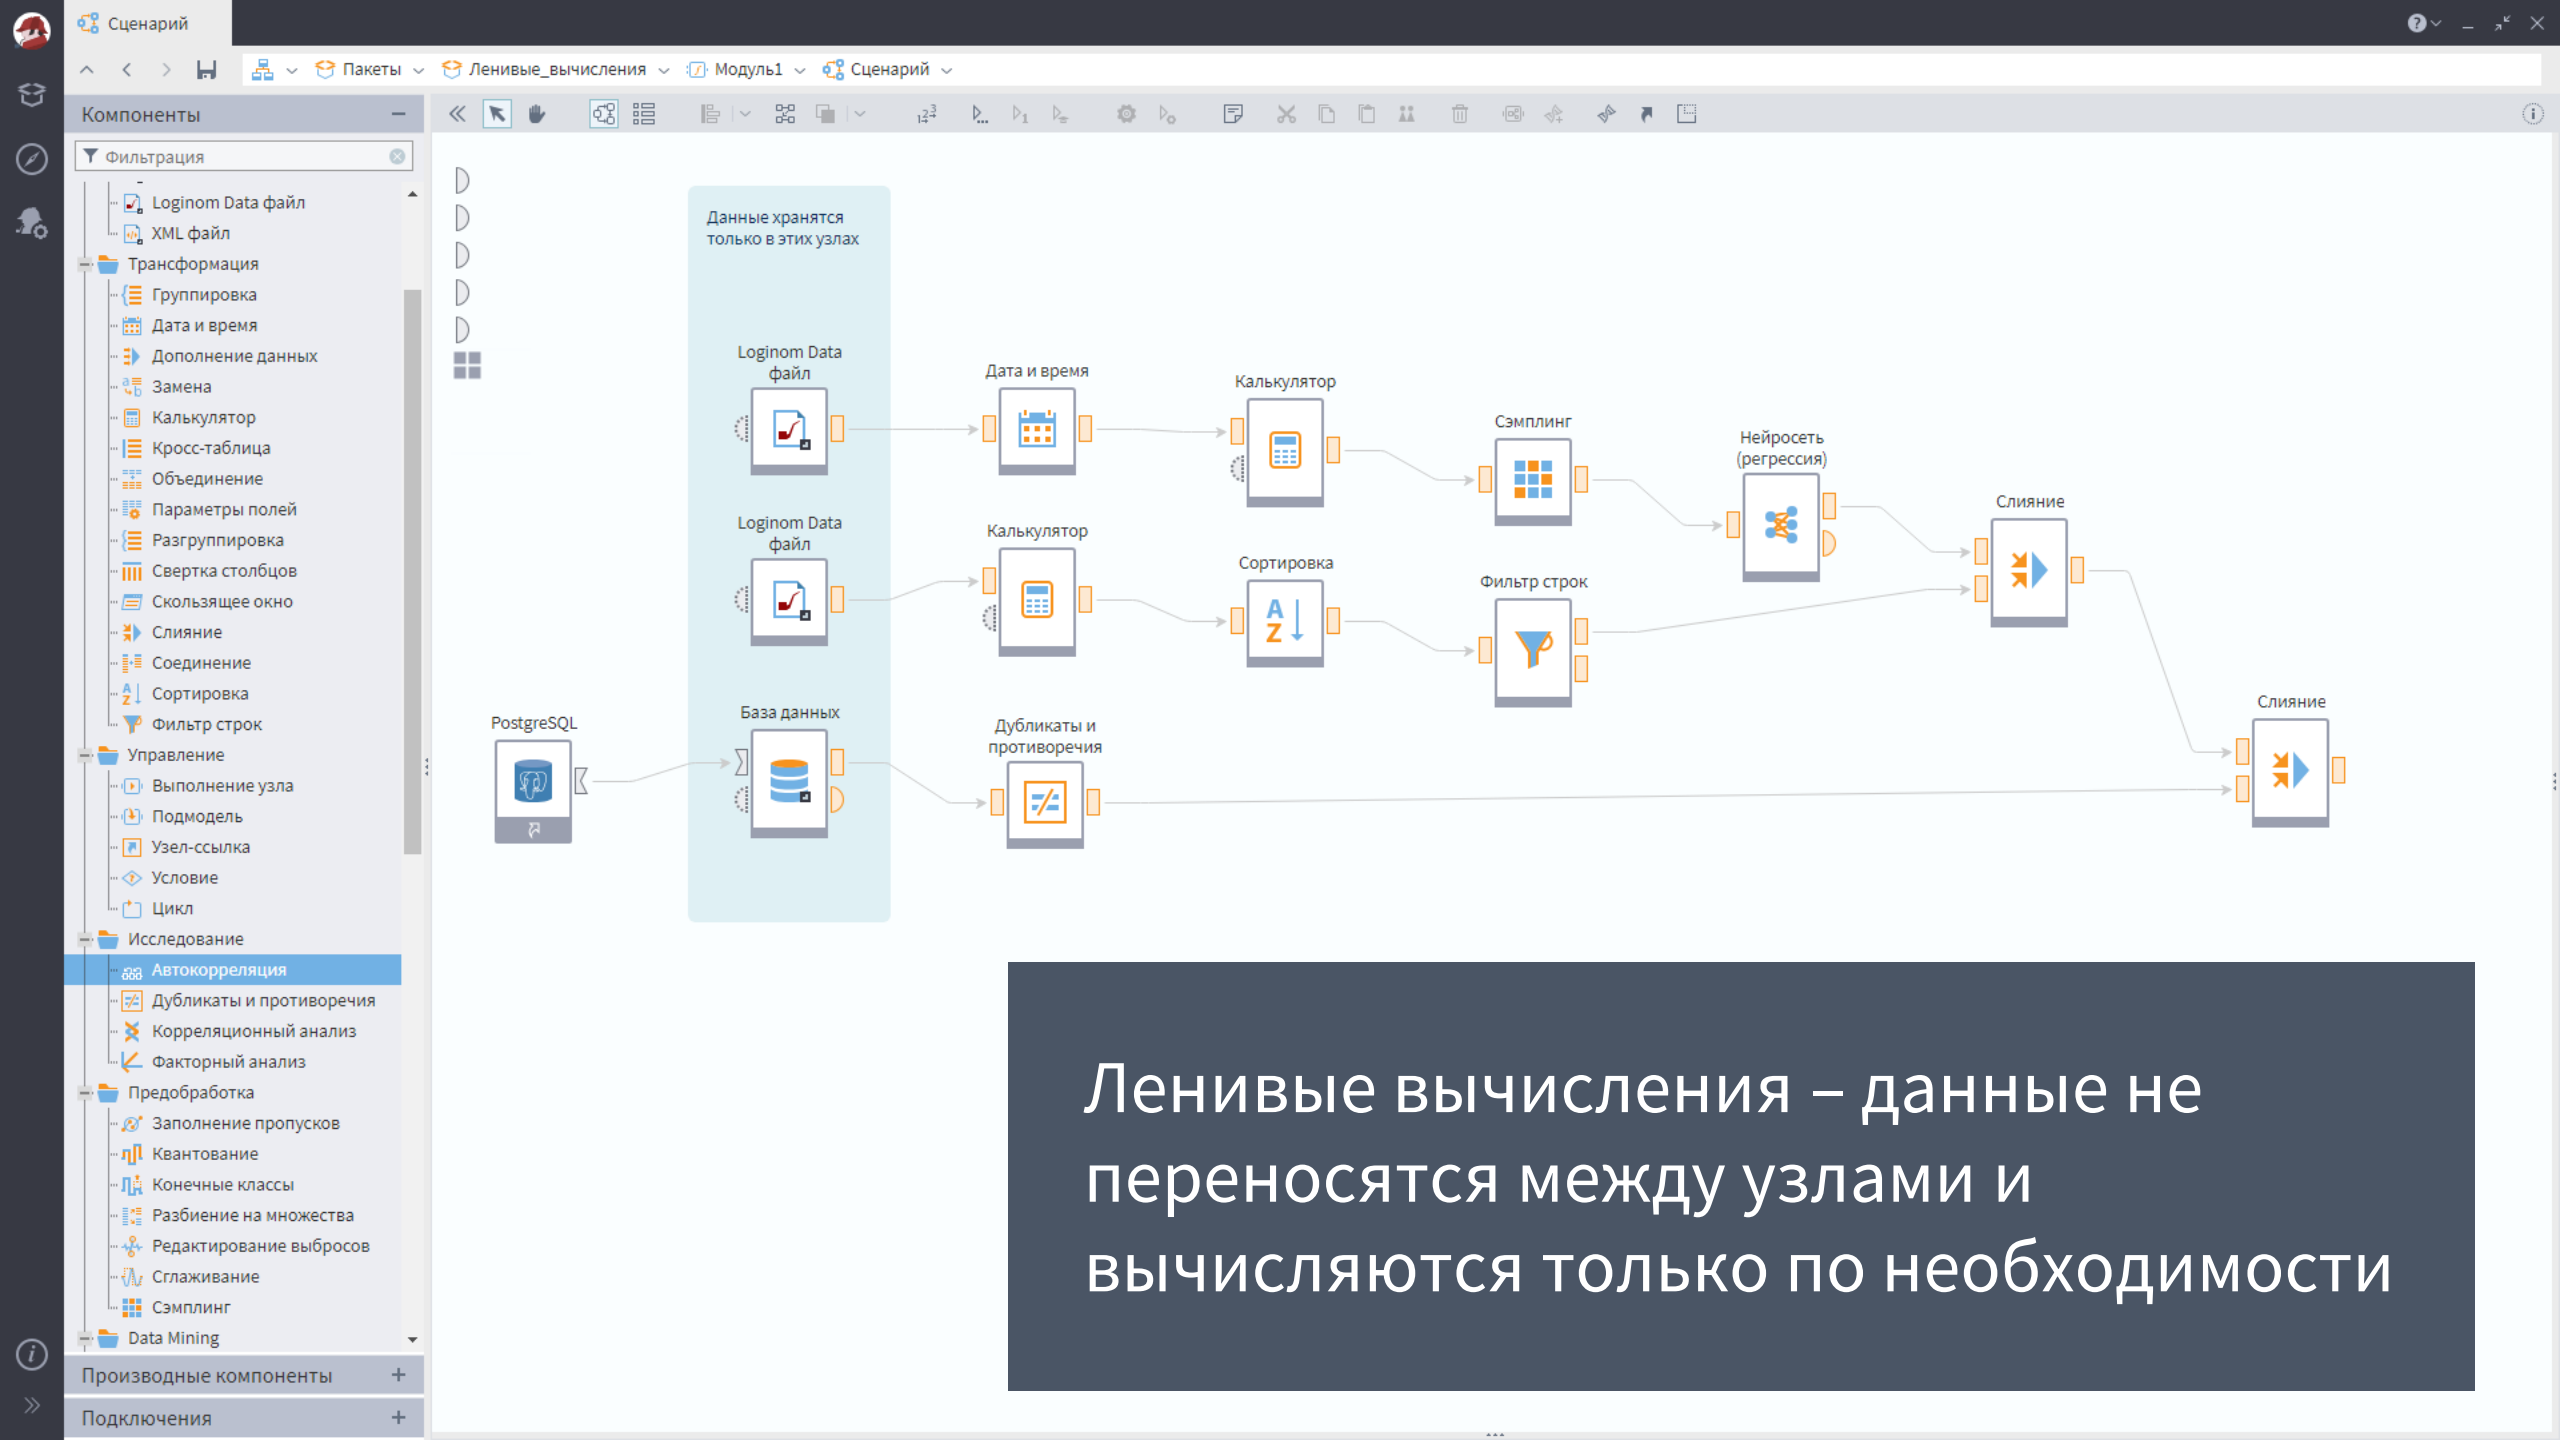 Сценарий
Пакеты
Ленивые_вычисления
Модуль1
Сценарий
Компоненты
Фильтрация
Loginom Data файл
XML файл
Трансформация
Группировка
Дата и время
Дополнение данных
Замена
Калькулятор
Кросс-таблица
Объединение
Параметры полей
Разгруппировка
Свертка столбцов
Скользящее окно
Слияние
Соединение
Сортировка
Фильтр строк
Управление
Выполнение узла
Подмодель
Узел-ссылка
Условие
Цикл
Исследование
Автокорреляция
Дубликаты и противоречия
Корреляционный анализ
Факторный анализ
Предобработка
Заполнение пропусков
Квантование
Конечные классы
Разбиение на множества
Редактирование выбросов
Сглаживание
Сэмплинг
Data Mining
Производные компоненты
Подключения
Данные хранятся
только в этих узлах
Loginom Data
файл
Дата и время
Калькулятор
Сэмплинг
Нейросеть
(регрессия)
Слияние
Loginom Data
файл
Калькулятор
Сортировка
Фильтр строк
PostgreSQL
База данных
Дубликаты и
противоречия
Слияние
Ленивые вычисления – данные не
переносятся между узлами и
вычисляются только по необходимости